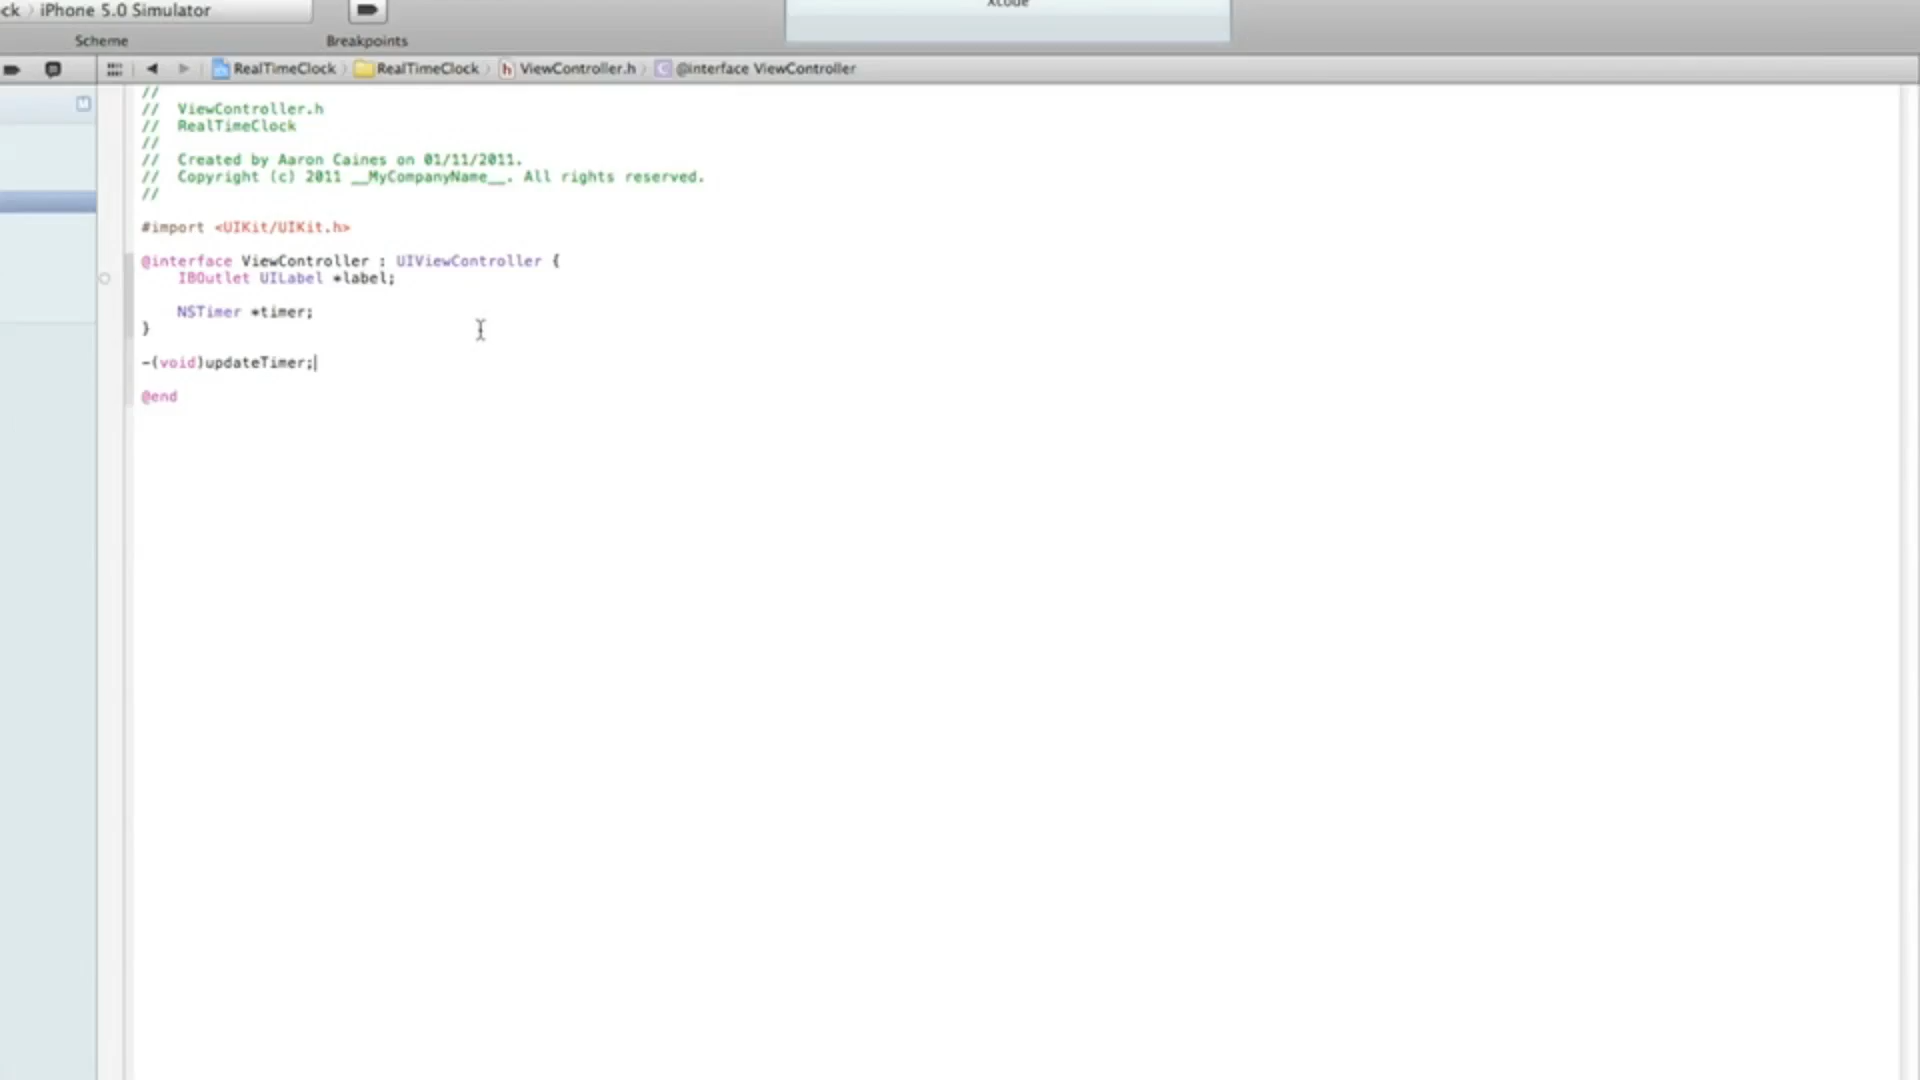 ck › iPhone 5.0 Simulator
Xcode
Scheme
Breakpoints
RealTimeClock › RealTimeClock › h ViewController.h › C @interface ViewController
//
//  ViewController.h
//  RealTimeClock
//
//  Created by Aaron Caines on 01/11/2011.
//  Copyright (c) 2011 __MyCompanyName__. All rights reserved.
//
#import <UIKit/UIKit.h>
@interface ViewController : UIViewController {
IBOutlet UILabel *label;
NSTimer *timer;
}
-(void)updateTimer;
@end